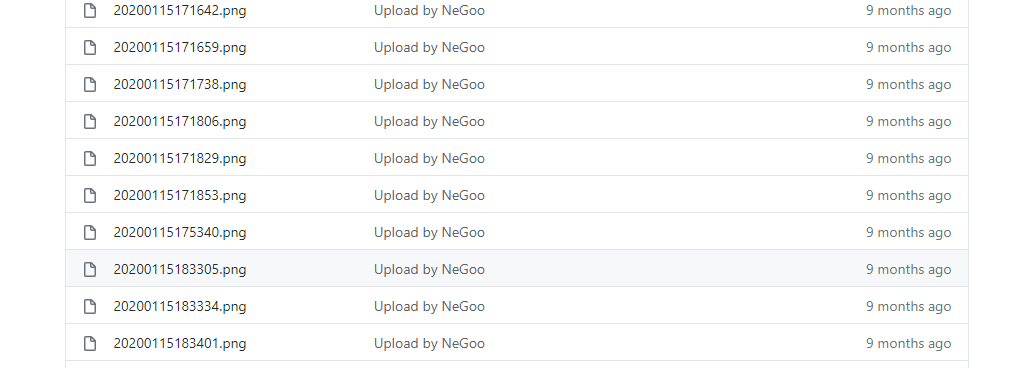 20200115171642.png Upload by NeGoo 9 months ago
20200115171659.png Upload by NeGoo 9 months ago
20200115171738.png Upload by NeGoo 9 months ago
20200115171806.png Upload by NeGoo 9 months ago
20200115171829.png Upload by NeGoo 9 months ago
20200115171853.png Upload by NeGoo 9 months ago
20200115175340.png Upload by NeGoo 9 months ago
20200115183305.png Upload by NeGoo 9 months ago
20200115183334.png Upload by NeGoo 9 months ago
20200115183401.png Upload by NeGoo 9 months ago